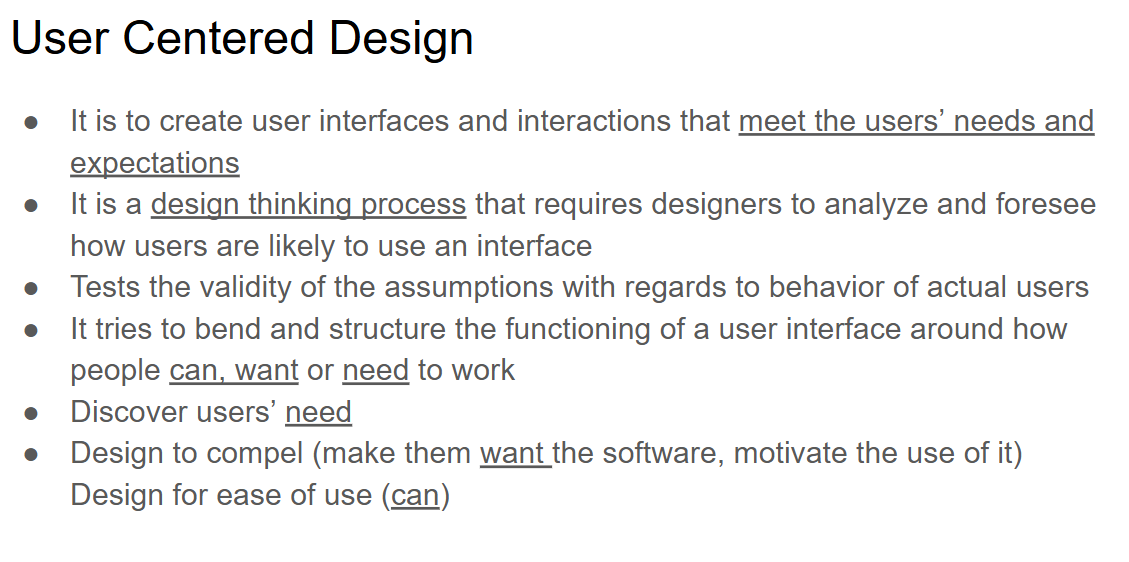 User Centered Design
● It is to create user interfaces and interactions that meet the users’ needs and
expectations
● It is a design thinking process that requires designers to analyze and foresee
how users are likely to use an interface
● Tests the validity of the assumptions with regards to behavior of actual users
● It tries to bend and structure the functioning of a user interface around how
people can, want or need to work
● Discover users’ need
● Design to compel (make them want the software, motivate the use of it)
Design for ease of use (can)